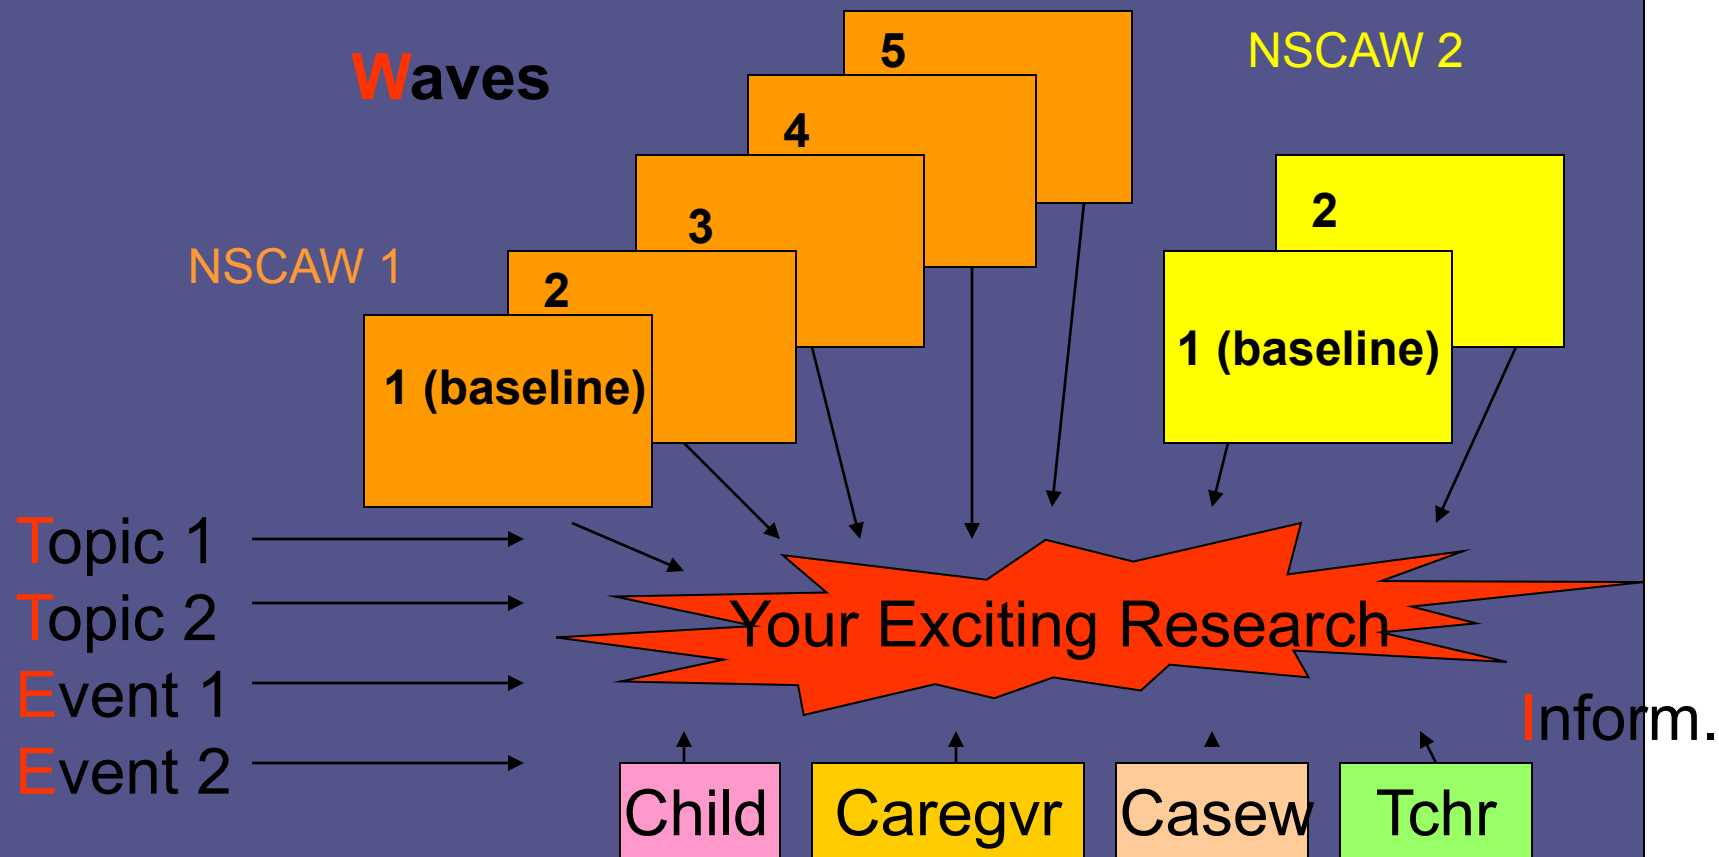 Waves
5
NSCAW 2
4
3
2
NSCAW 1
2
1 (baseline)
1 (baseline)
Topic 1
Topic 2
Event 1
Event 2
Your Exciting Research
Inform.
Child
Caregvr
Casew
Tchr